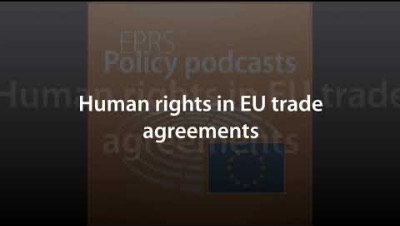 EPRS
Policy podcasts
Human rights in EU trade
agreements
Human rights in EU trade
agreements